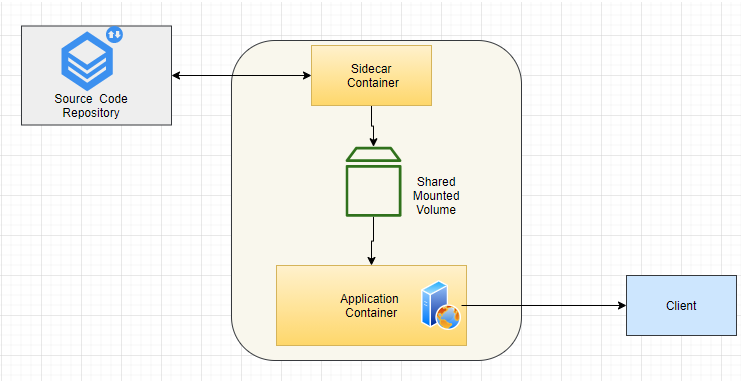 Source Code
Repository
Sidecar
Container
Shared
Mounted
Volume
Application
Container
Client